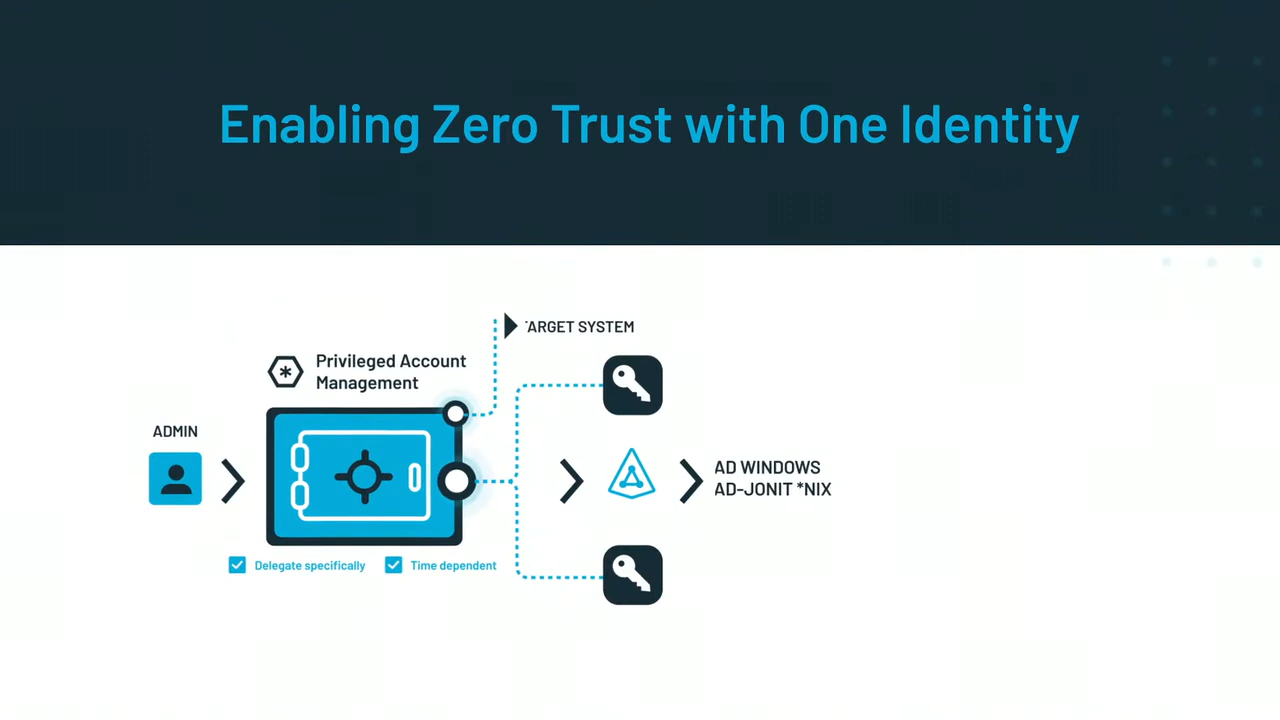 Enabling Zero Trust with One Identity
ARGET SYSTEM
Privileged Account
Management
ADMIN
AD WINDOWS
AD-JONIT *NIX
Delegate specifically
Time dependent